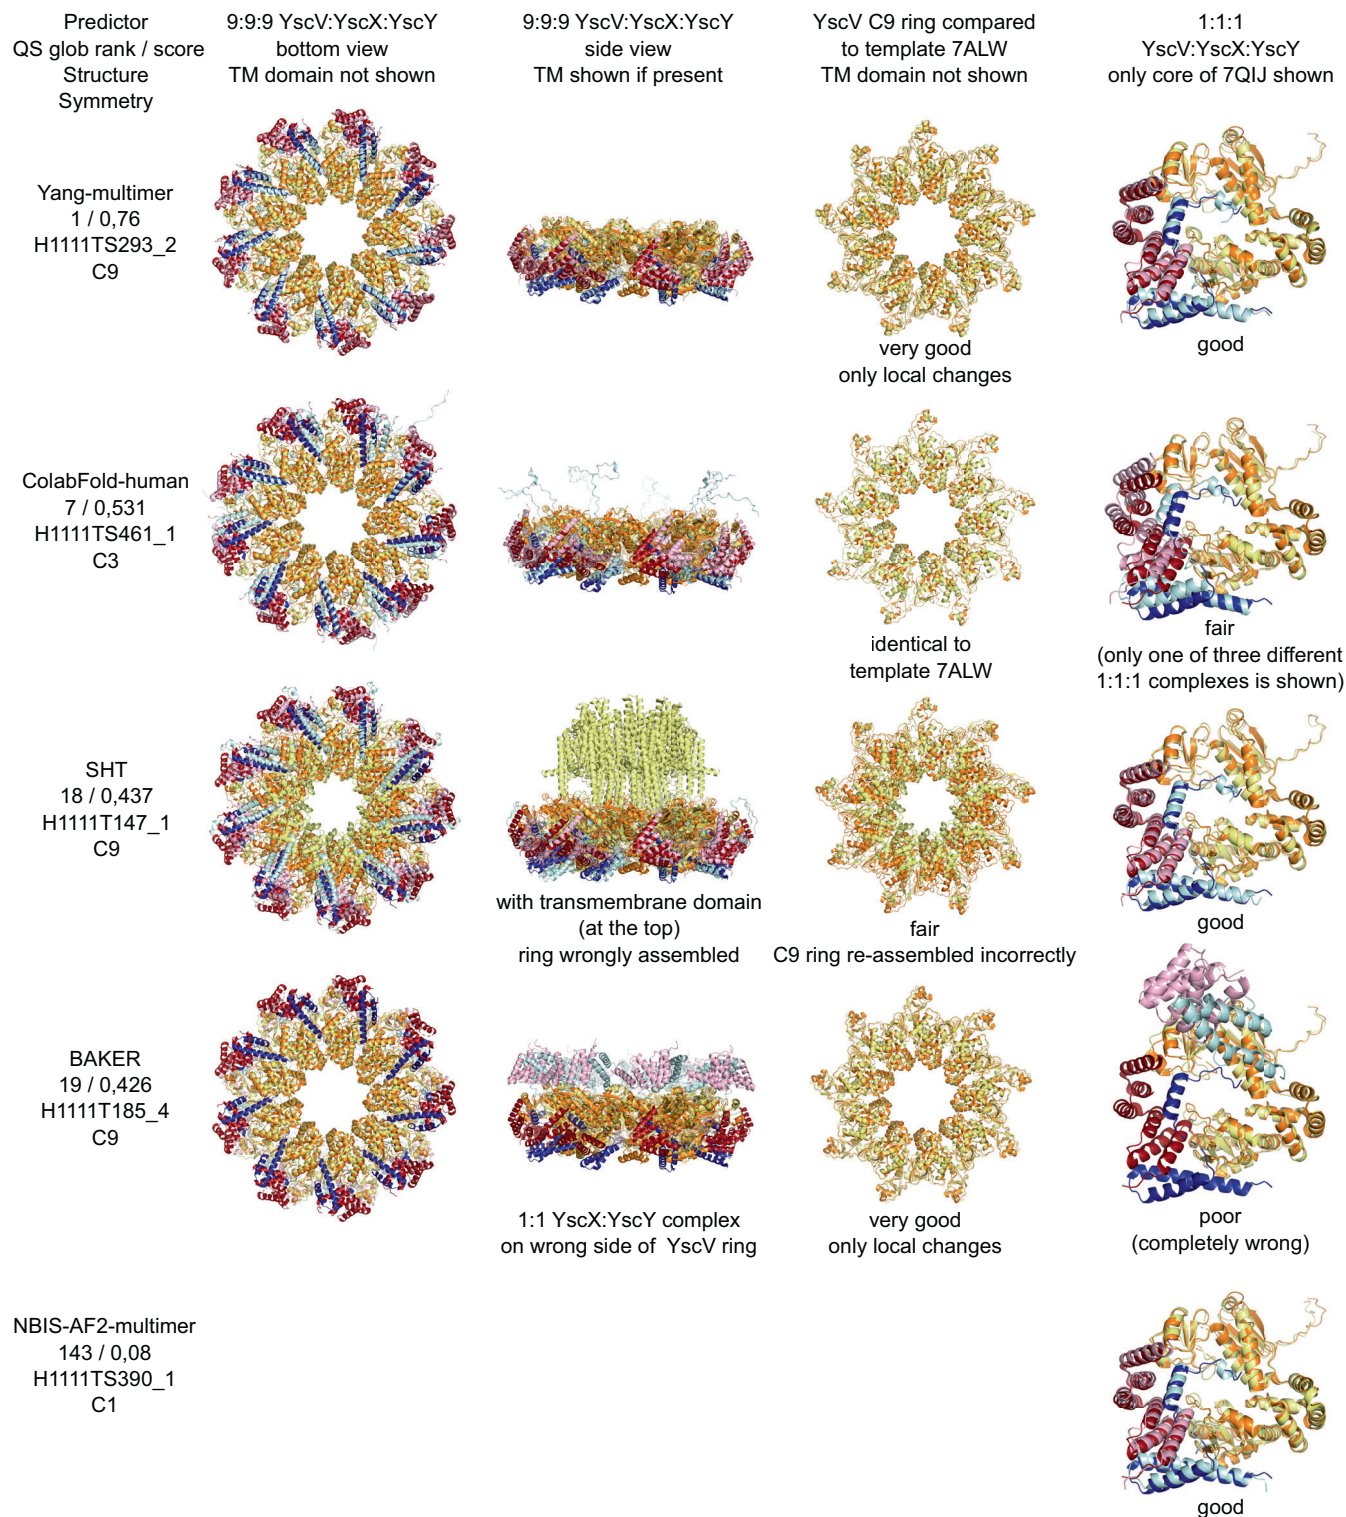 Predictor
QS glob rank / score
Structure
Symmetry
9:9:9 YscV:YscX:YscY
bottom view
TM domain not shown
9:9:9 YscV:YscX:YscY
side view
TM shown if present
YscV C9 ring compared
to template 7ALW
TM domain not shown
1:1:1
YscV:YscX:YscY
only core of 7QIJ shown
Yang-multimer
1 / 0,76
H1111TS293_2
C9
very good
only local changes
good
ColabFold-human
7 / 0,531
H1111TS461_1
C3
identical to
template 7ALW
fair
(only one of three different
1:1:1 complexes is shown)
SHT
18 / 0,437
H1111T147_1
C9
with transmembrane domain
(at the top)
ring wrongly assembled
fair
C9 ring re-assembled incorrectly
good
BAKER
19 / 0,426
H1111T185_4
C9
1:1 YscX:YscY complex
on wrong side of YscV ring
very good
only local changes
poor
(completely wrong)
NBIS-AF2-multimer
143 / 0,08
H1111TS390_1
C1
good